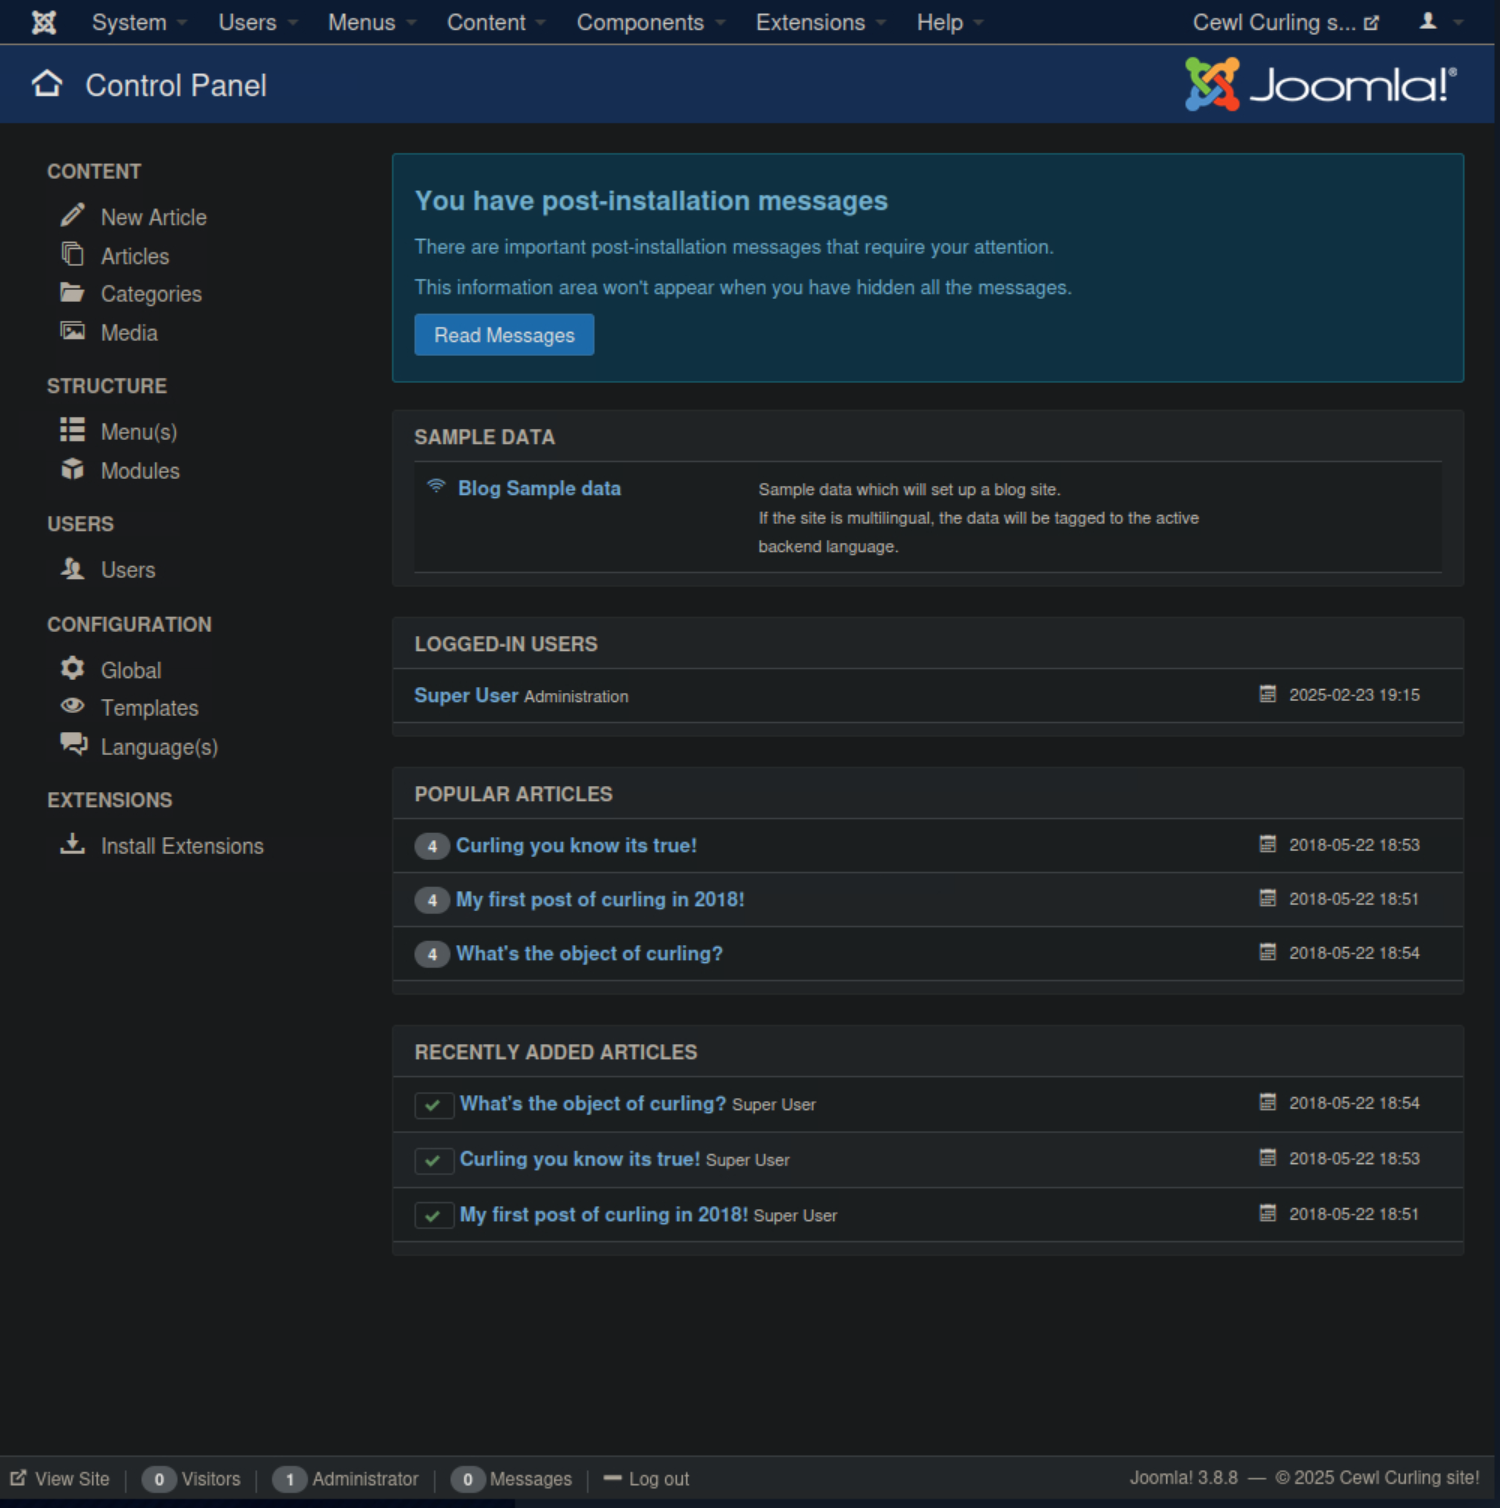 System Users Menus Content Components Extensions Help Cewl Curling s...
Control Panel
Joomla!®
CONTENT
New Article
Articles
Categories
Media
STRUCTURE
Menu(s)
Modules
USERS
Users
CONFIGURATION
Global
Templates
Language(s)
EXTENSIONS
Install Extensions
You have post-installation messages
There are important post-installation messages that require your attention.
This information area won't appear when you have hidden all the messages.
Read Messages
SAMPLE DATA
Blog Sample data
Sample data which will set up a blog site.
If the site is multilingual, the data will be tagged to the active
backend language.
LOGGED-IN USERS
Super User Administration 2025-02-23 19:15
POPULAR ARTICLES
4 Curling you know its true! 2018-05-22 18:53
4 My first post of curling in 2018! 2018-05-22 18:51
4 What's the object of curling? 2018-05-22 18:54
RECENTLY ADDED ARTICLES
What's the object of curling? Super User 2018-05-22 18:54
Curling you know its true! Super User 2018-05-22 18:53
My first post of curling in 2018! Super User 2018-05-22 18:51
View Site 0 Visitors 1 Administrator 0 Messages Log out Joomla! 3.8.8 — © 2025 Cewl Curling site!